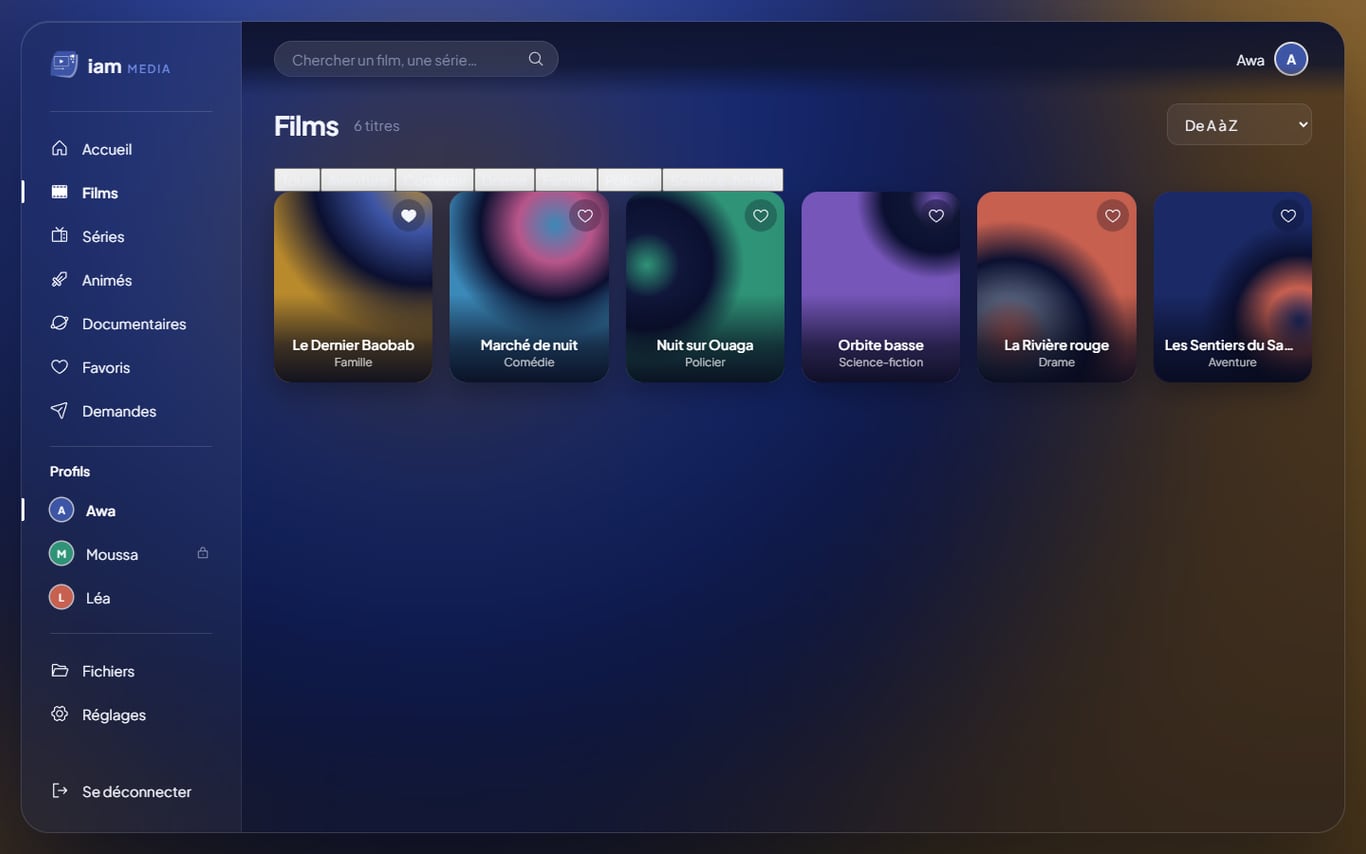 iam MEDIA
Chercher un film, une série...
Awa
A
Accueil
Films
Séries
Animés
Documentaires
Favoris
Demandes
Profils
A
Awa
M
Moussa
L
Léa
Fichiers
Réglages
Se déconnecter
Films
6 titres
De A à Z
Le Dernier Baobab
Famille
Marché de nuit
Comédie
Nuit sur Ouaga
Policier
Orbite basse
Science-fiction
La Rivière rouge
Drame
Les Sentiers du Sa...
Aventure